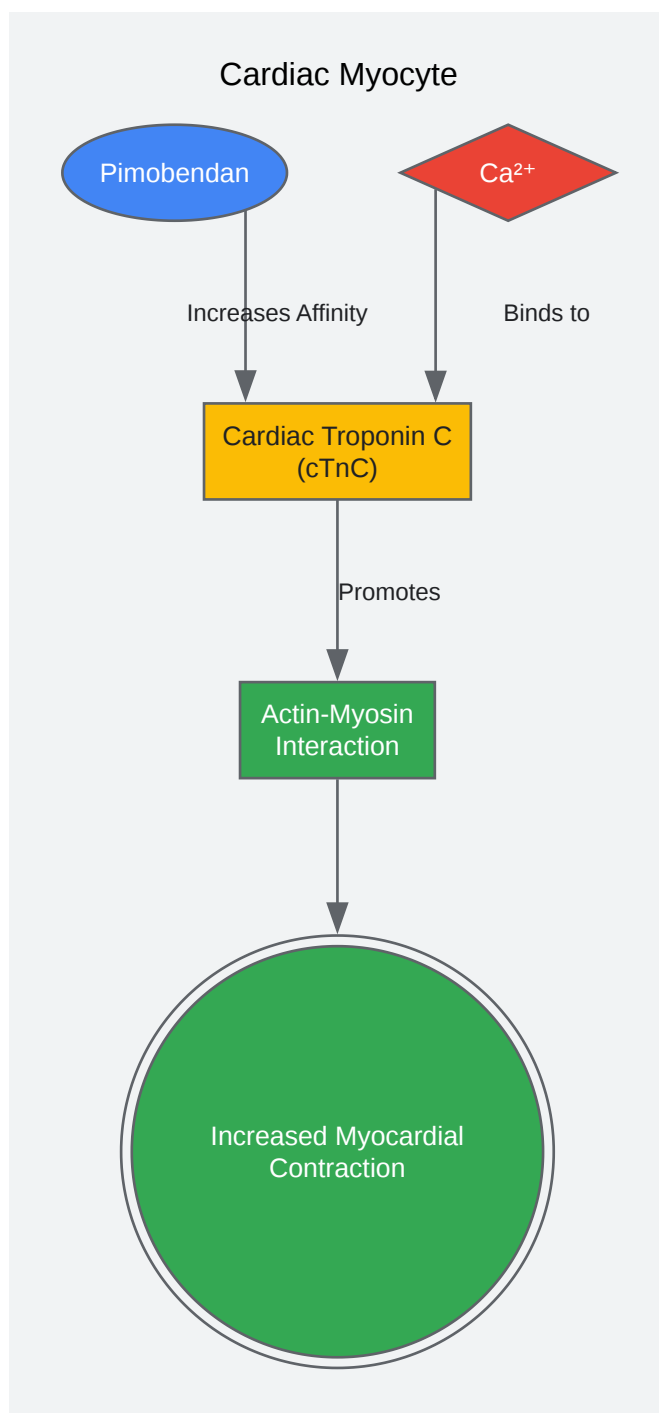 Cardiac Myocyte
Pimobendan
Ca²⁺
Increases Affinity
Binds to
Cardiac Troponin C
(cTnC)
Promotes
Actin-Myosin
Interaction
Increased Myocardial
Contraction